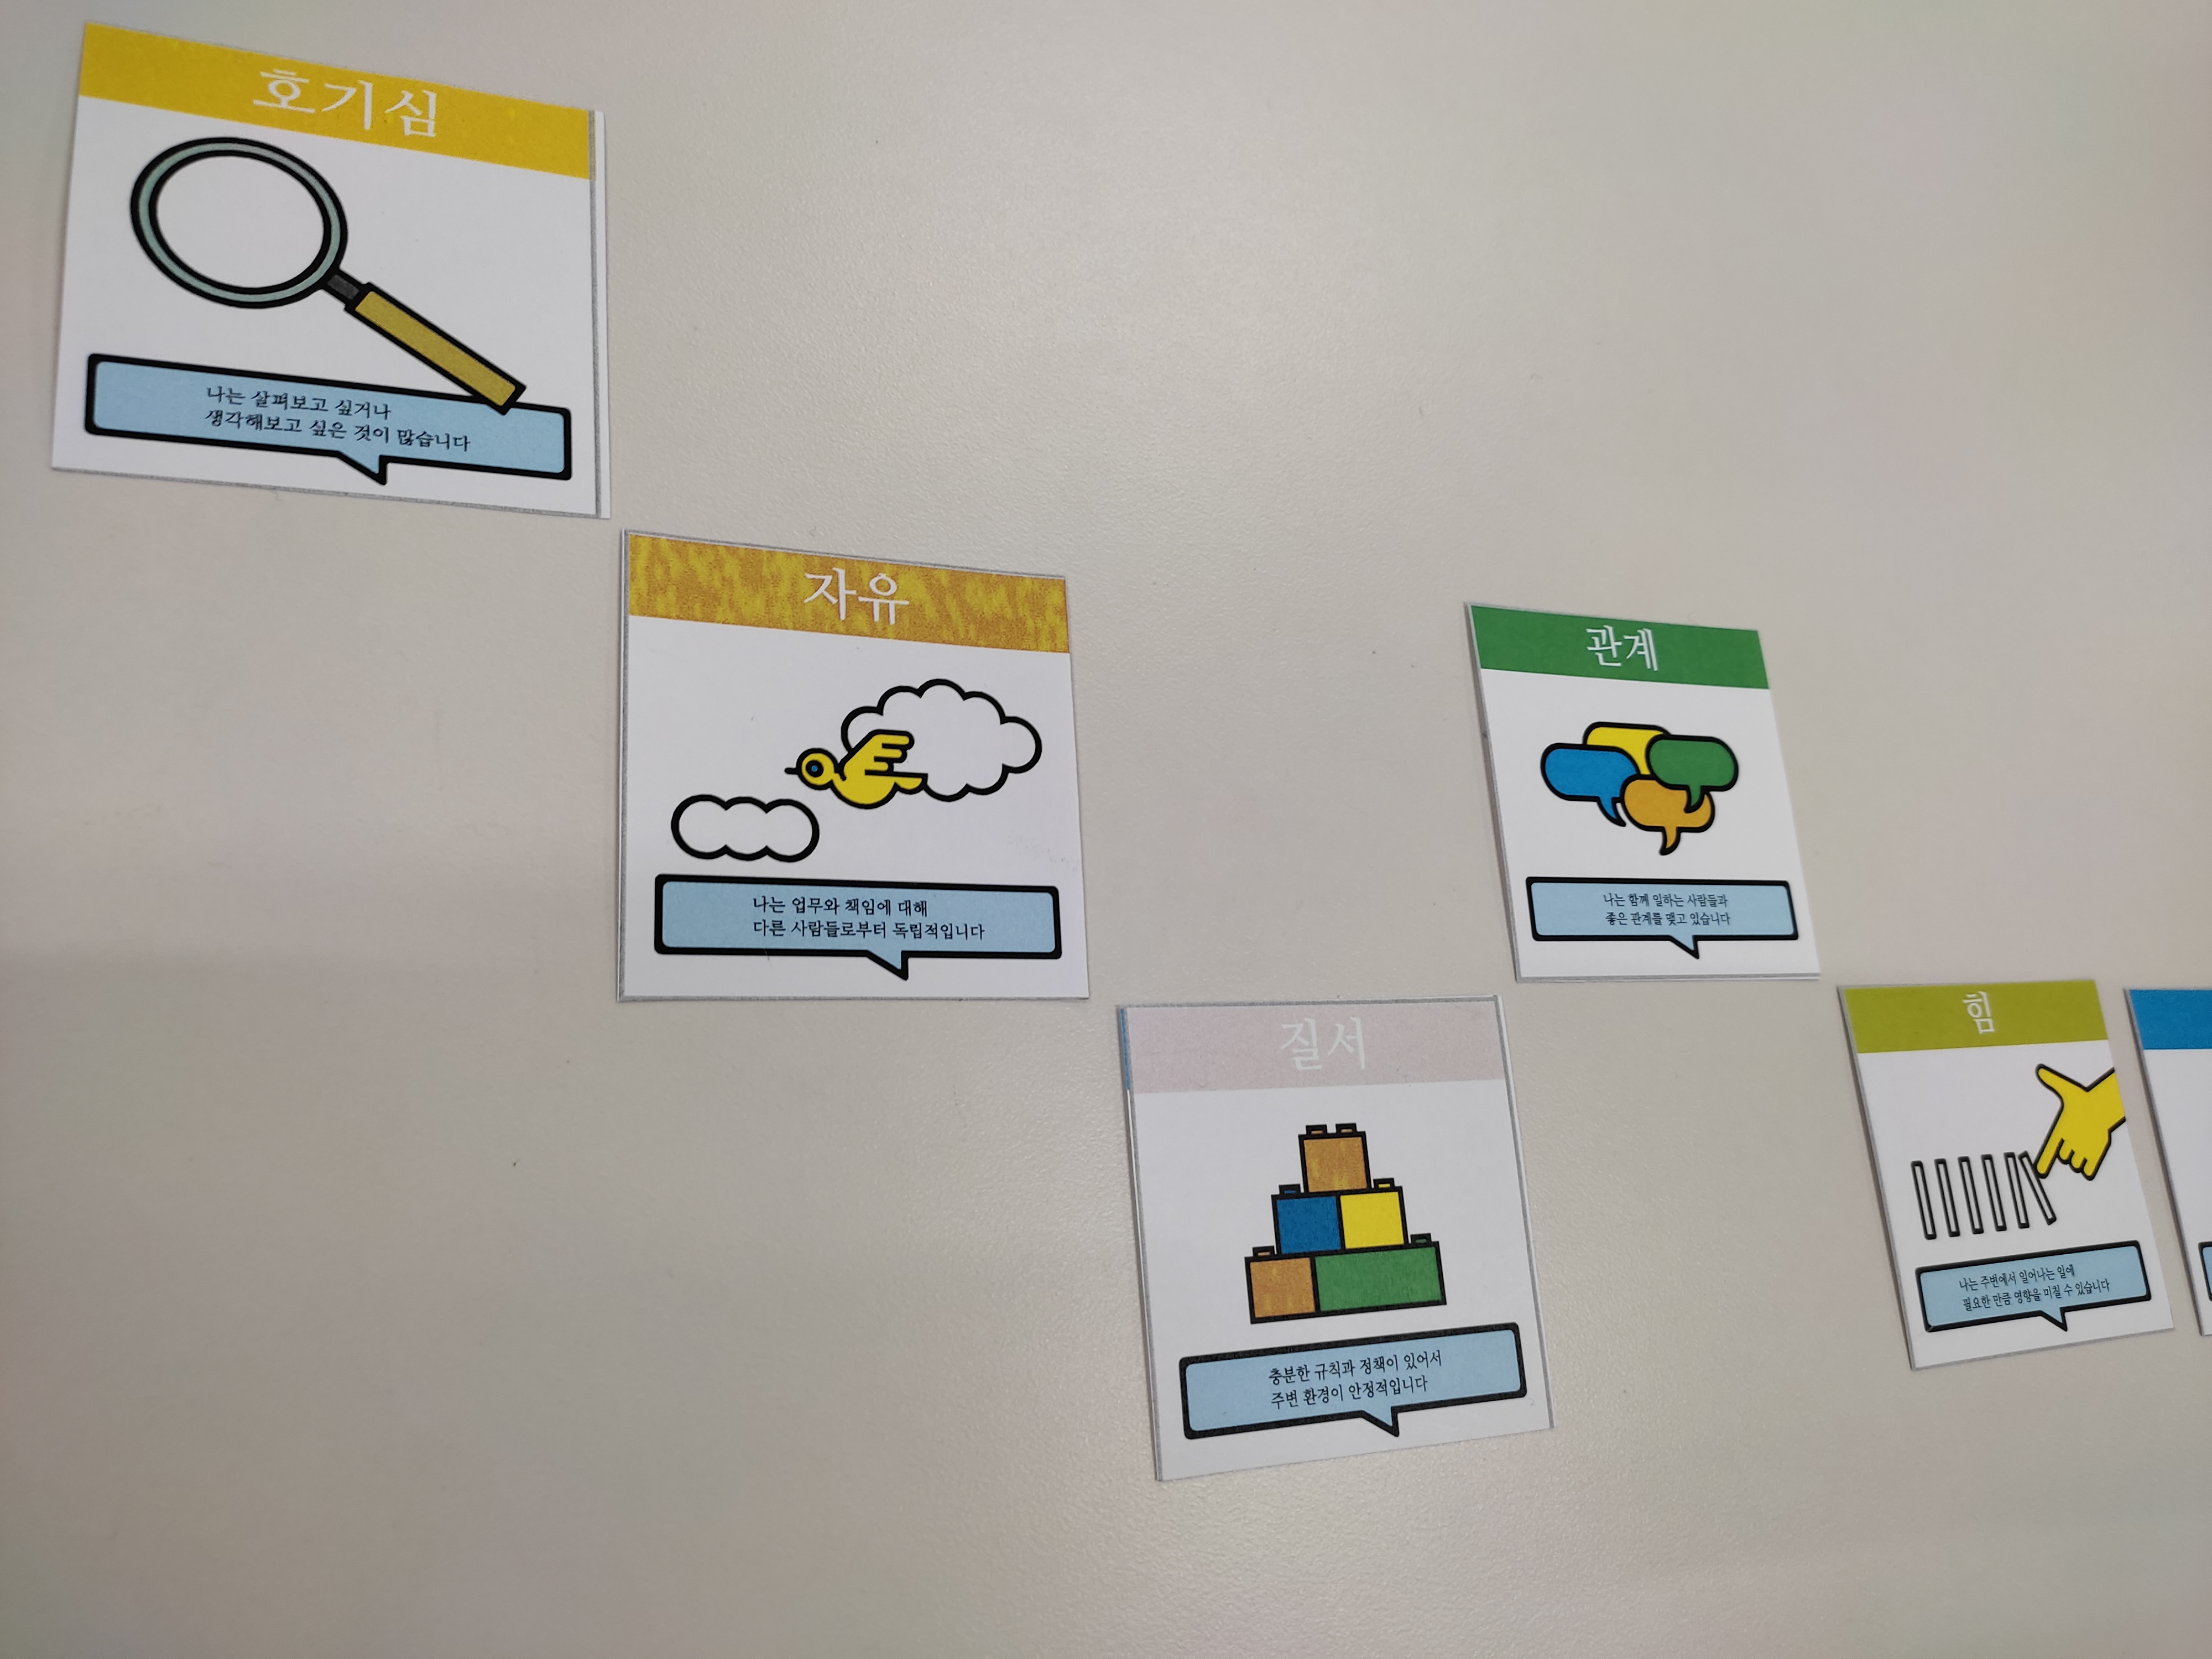 호기심
나는 살펴보고 싶거나
생각해보고 싶은 것이 많습니다
자유
나는 업무와 책임에 대해
다른 사람들로부터 독립적입니다
관계
나는 함께 일하는 사람들과
좋은 관계를 맺고 있습니다
질서
충분한 규칙과 정책이 있어서
주변 환경이 안정적입니다
힘
나는 주변에서 일어나는 일에
필요한 만큼 영향을 미칠 수 있습니다